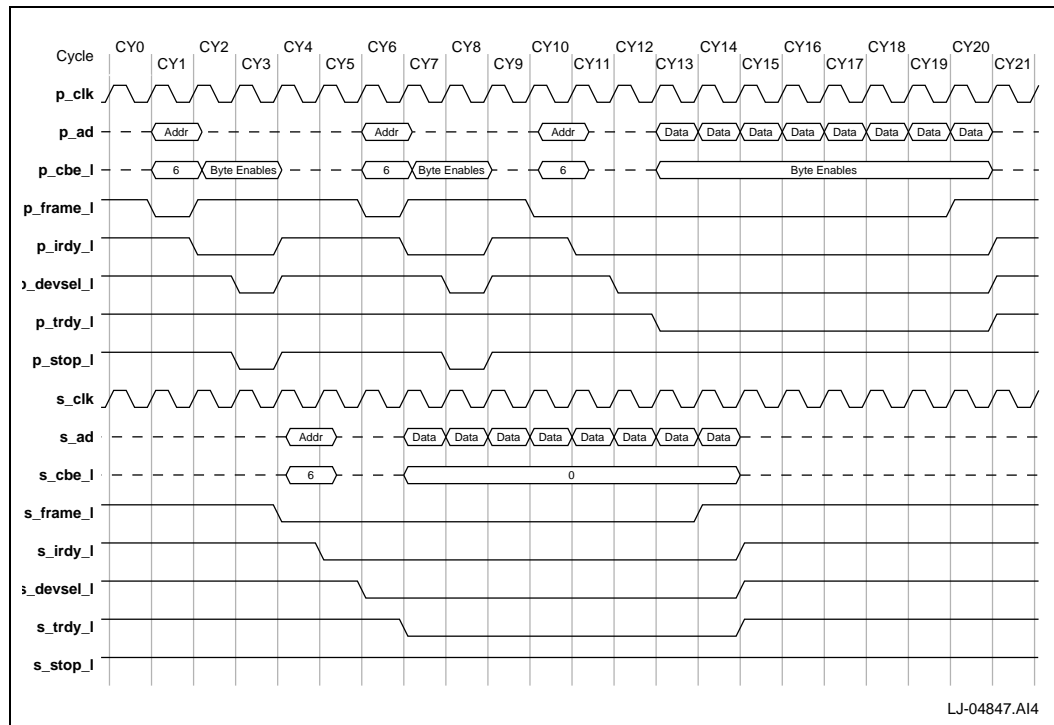 Cycle CY0 CY2 CY4 CY6 CY8 CY10 CY12 CY14 CY16 CY18 CY20
CY1 CY3 CY5 CY7 CY9 CY11 CY13 CY15 CY17 CY19 CY21
p_clk
p_ad Addr Addr Addr Data Data Data Data Data Data Data Data
p_cbe_l 6 Byte Enables 6 Byte Enables 6 Byte Enables
p_frame_l
p_irdy_l
p_devsel_l
p_trdy_l
p_stop_l
s_clk
s_ad Addr Data Data Data Data Data Data Data Data
s_cbe_l 6 0
s_frame_l
s_irdy_l
s_devsel_l
s_trdy_l
s_stop_l
LJ-04847.AI4